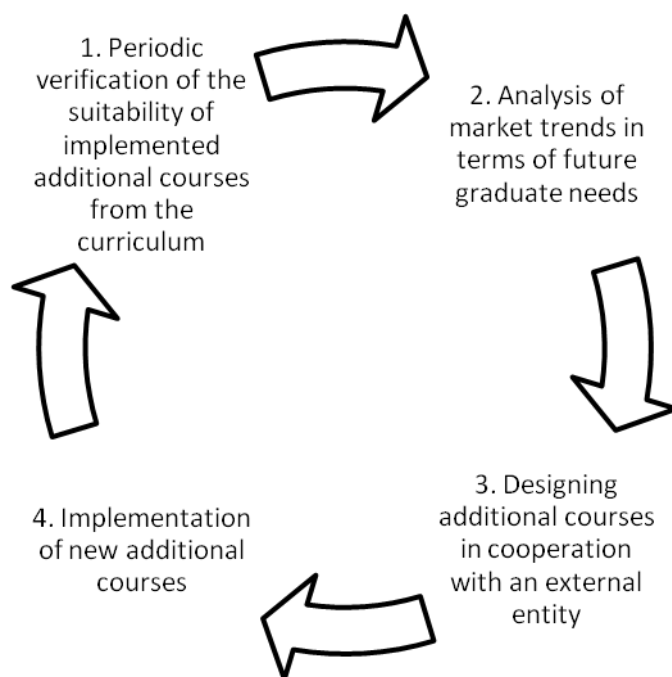 1. Periodic
verification of the
suitability of
implemented
additional courses
from the
curriculum
2. Analysis of
market trends in
terms of future
graduate needs
3. Designing
additional courses
in cooperation
with an external
entity
4. Implementation
of new additional
courses